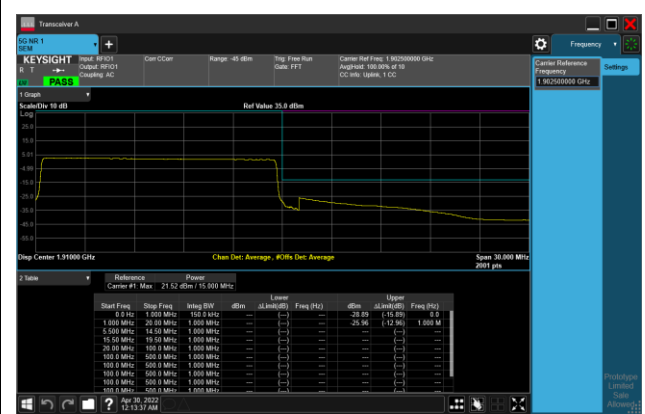 Transceiver A
5G NR 1
SEM
Frequency
KEYSIGHT
R T
PASS
Input: RFIO1
Output: RFIO1
Coupling: AC
Corr CCorr
Range: -45 dBm
Trig: Free Run
Gate: FFT
Carrier Ref Freq: 1.902500000 GHz
Avg|Hold: 100.00% of 10
CC Info: Uplink, 1 CC
Carrier Reference
Frequency
1.902500000 GHz
Settings
1 Graph
Scale/Div 10 dB
Ref Value 35.0 dBm
Log
25.0
15.0
5.01
-4.99
-15.0
-25.0
-35.0
-45.0
-55.0
Disp Center 1.91000 GHz
Chan Det: Average , #Offs Det: Average
Span 30.000 MHz
2001 pts
2 Table
Reference Power
Carrier #1: Max 21.52 dBm / 15.000 MHz
Lower Upper
Start Freq Stop Freq Integ BW dBm ΔLimit(dB) Freq (Hz) dBm ΔLimit(dB) Freq (Hz)
0.0 Hz 1.000 MHz 150.0 kHz --- (---) --- -28.89 (-15.89) 0.0
1.000 MHz 20.00 MHz 1.000 MHz --- (---) --- -25.96 (-12.96) 1.000 M
5.500 MHz 14.50 MHz 1.000 MHz --- (---) --- --- (---) ---
15.50 MHz 19.50 MHz 1.000 MHz --- (---) --- --- (---) ---
20.00 MHz 100.0 MHz 1.000 MHz --- (---) --- --- (---) ---
100.0 MHz 500.0 MHz 1.000 MHz --- (---) --- --- (---) ---
100.0 MHz 500.0 MHz 1.000 MHz --- (---) --- --- (---) ---
100.0 MHz 500.0 MHz 1.000 MHz --- (---) --- --- (---) ---
100.0 MHz 500.0 MHz 1.000 MHz --- (---) --- --- (---) ---
Prototype
Limited
Sale
Allowed
?
Apr 30, 2022
12:13:37 AM